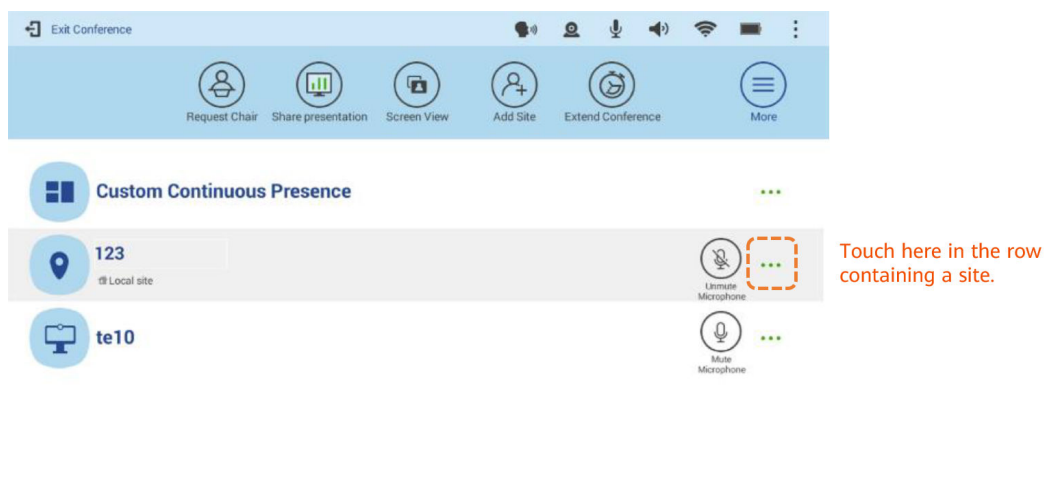 Exit Conference
Request Chair
Share presentation
Screen View
Add Site
Extend Conference
More
Custom Continuous Presence
123
Local site
Unmute
Microphone
Touch here in the row
containing a site.
te10
Mute
Microphone